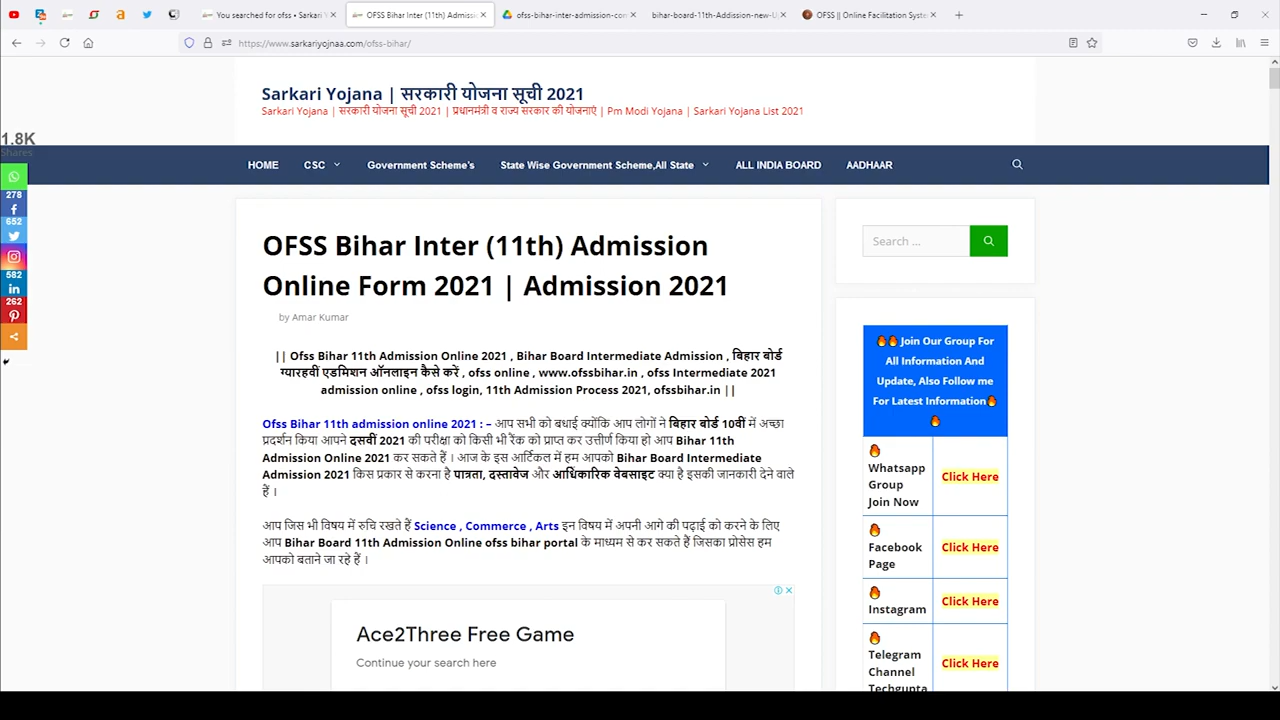 You searched for ofss • Sarkari Y
OFSS Bihar Inter (11th) Admissi
ofss-bihar-inter-admission-con
bihar-board-11th-Addission-new-U
OFSS || Online Facilitation Syste
https://www.sarkariyojnaa.com/ofss-bihar/
Sarkari Yojana | सरकारी योजना सूची 2021
Sarkari Yojana | सरकारी योजना सूची 2021 | प्रधानमंत्री व राज्य सरकार की योजनाएं | Pm Modi Yojana | Sarkari Yojana List 2021
1.8K
Shares
HOME CSC Government Scheme's State Wise Government Scheme,All State ALL INDIA BOARD AADHAAR
278
652
582
262
OFSS Bihar Inter (11th) Admission
Online Form 2021 | Admission 2021
by Amar Kumar
|| Ofss Bihar 11th Admission Online 2021 , Bihar Board Intermediate Admission , बिहार बोर्ड
ग्यारहवीं एडमिशन ऑनलाइन कैसे करें , ofss online , www.ofssbihar.in , ofss Intermediate 2021
admission online , ofss login, 11th Admission Process 2021, ofssbihar.in ||
Ofss Bihar 11th admission online 2021 : – आप सभी को बधाई क्योंकि आप लोगों ने बिहार बोर्ड 10वीं में अच्छा
प्रदर्शन किया आपने दसवीं 2021 की परीक्षा को किसी भी रैंक को प्राप्त कर उत्तीर्ण किया हो आप Bihar 11th
Admission Online 2021 कर सकते हैं । आज के इस आर्टिकल में हम आपको Bihar Board Intermediate
Admission 2021 किस प्रकार से करना है पात्रता, दस्तावेज और आधिकारिक वेबसाइट क्या है इसकी जानकारी देने वाले
हैं ।
आप जिस भी विषय में रुचि रखते हैं Science , Commerce , Arts इन विषय में अपनी आगे की पढ़ाई को करने के लिए
आप Bihar Board 11th Admission Online ofss bihar portal के माध्यम से कर सकते हैं जिसका प्रोसेस हम
आपको बताने जा रहे हैं ।
Ace2Three Free Game
Continue your search here
Search ...
Join Our Group For
All Information And
Update, Also Follow me
For Latest Information
Whatsapp
Group
Join Now
Click Here
Facebook
Page
Click Here
Instagram
Click Here
Telegram
Channel
Techgupta
Click Here